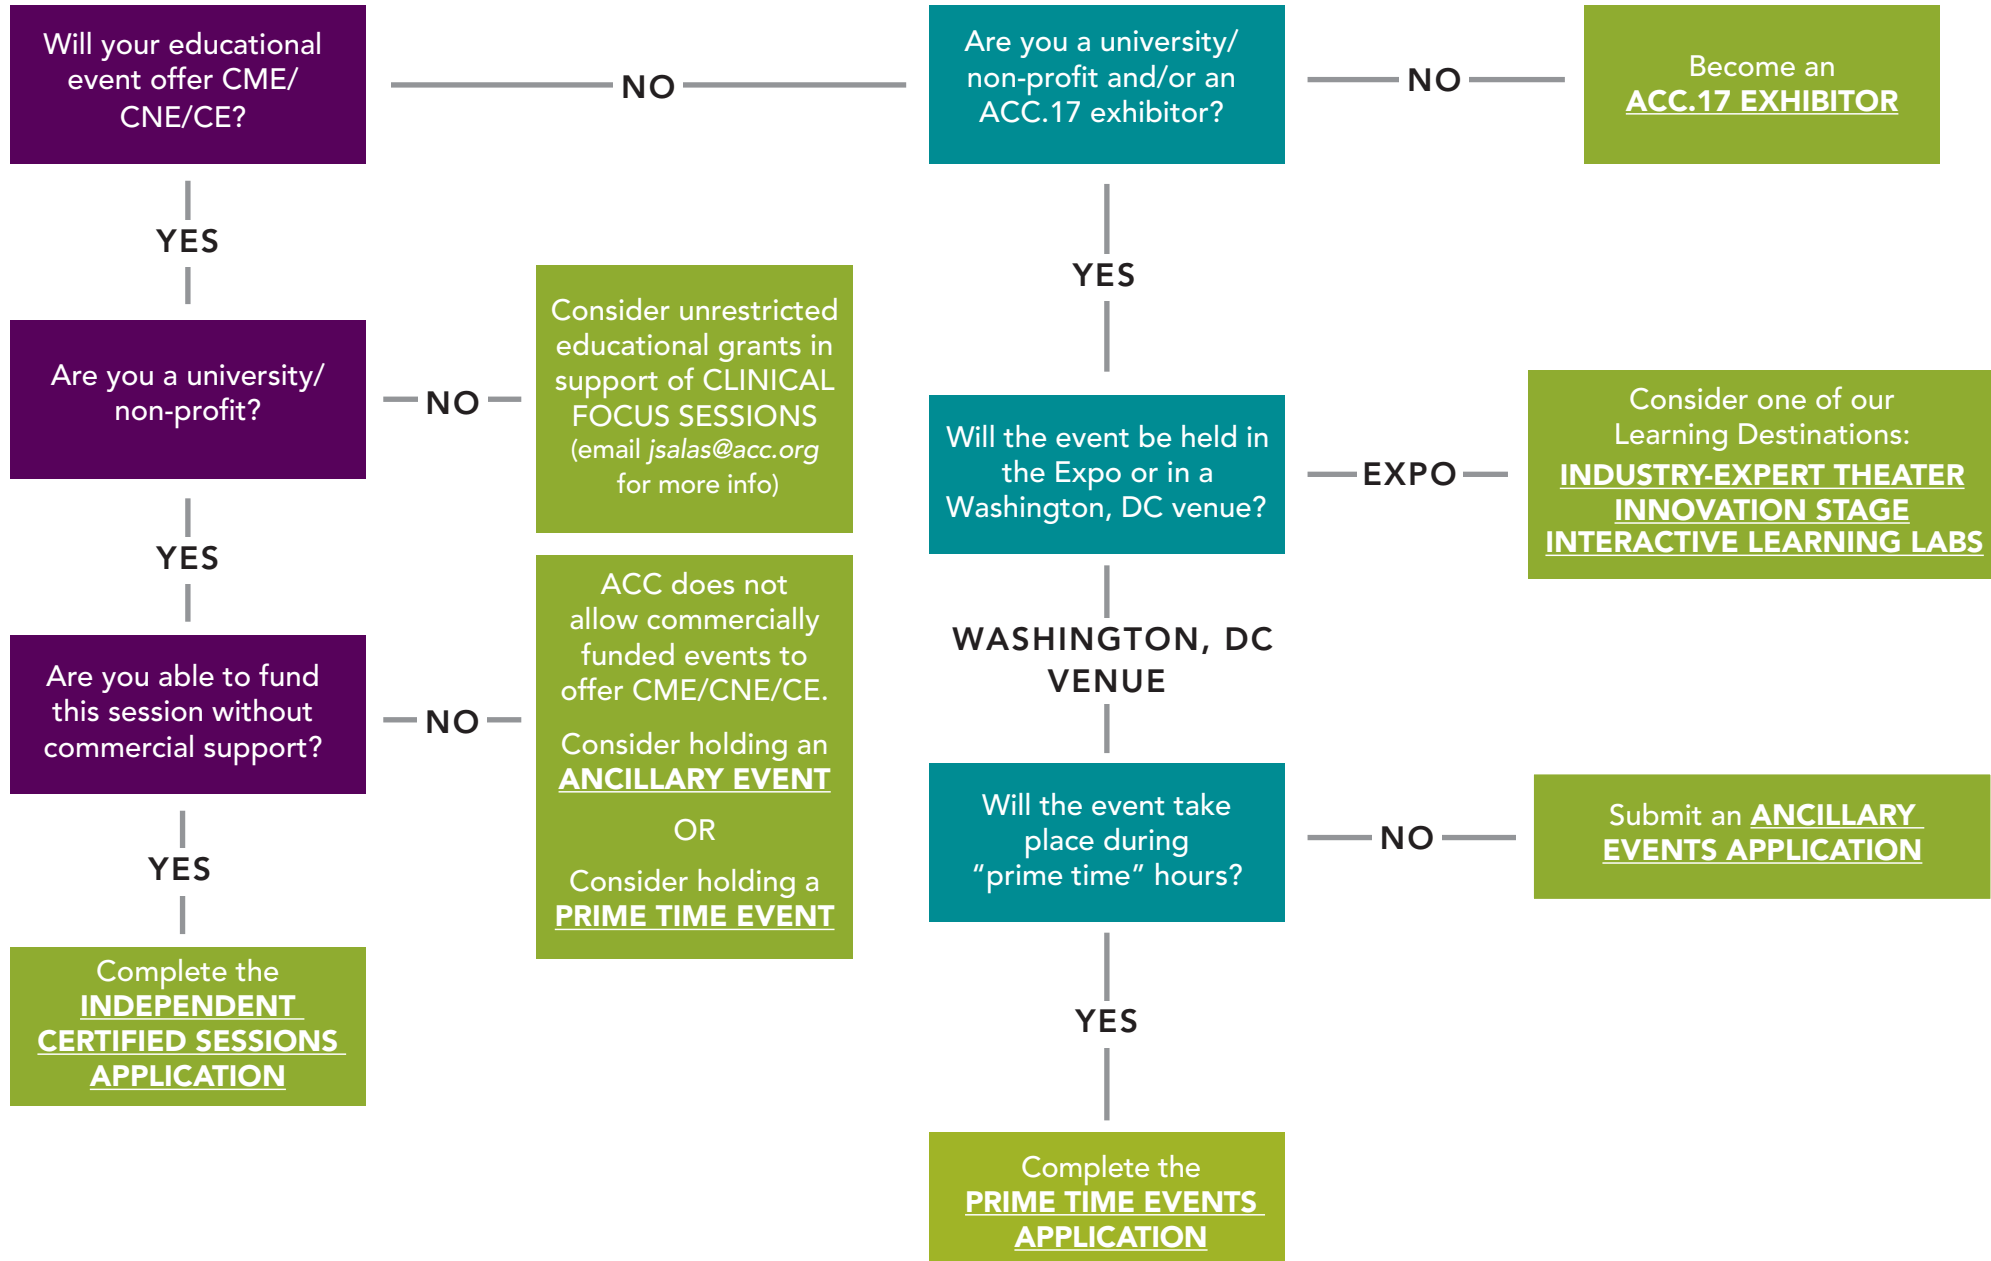 Will your educational
event offer CME/
CNE/CE?
NO
Are you a university/
non-profit and/or an
ACC.17 exhibitor?
NO
Become an
ACC.17 EXHIBITOR
YES
Are you a university/
non-profit?
NO
Consider unrestricted
educational grants in
support of CLINICAL
FOCUS SESSIONS
(email jsalas@acc.org
for more info)
YES
Are you able to fund
this session without
commercial support?
NO
ACC does not
allow commercially
funded events to
offer CME/CNE/CE.
Consider holding an
ANCILLARY EVENT
OR
Consider holding a
PRIME TIME EVENT
YES
Complete the
INDEPENDENT
CERTIFIED SESSIONS
APPLICATION
YES
Will the event be held in
the Expo or in a
Washington, DC venue?
EXPO
Consider one of our
Learning Destinations:
INDUSTRY-EXPERT THEATER
INNOVATION STAGE
INTERACTIVE LEARNING LABS
WASHINGTON, DC
VENUE
Will the event take
place during
“prime time” hours?
NO
Submit an ANCILLARY
EVENTS APPLICATION
YES
Complete the
PRIME TIME EVENTS
APPLICATION